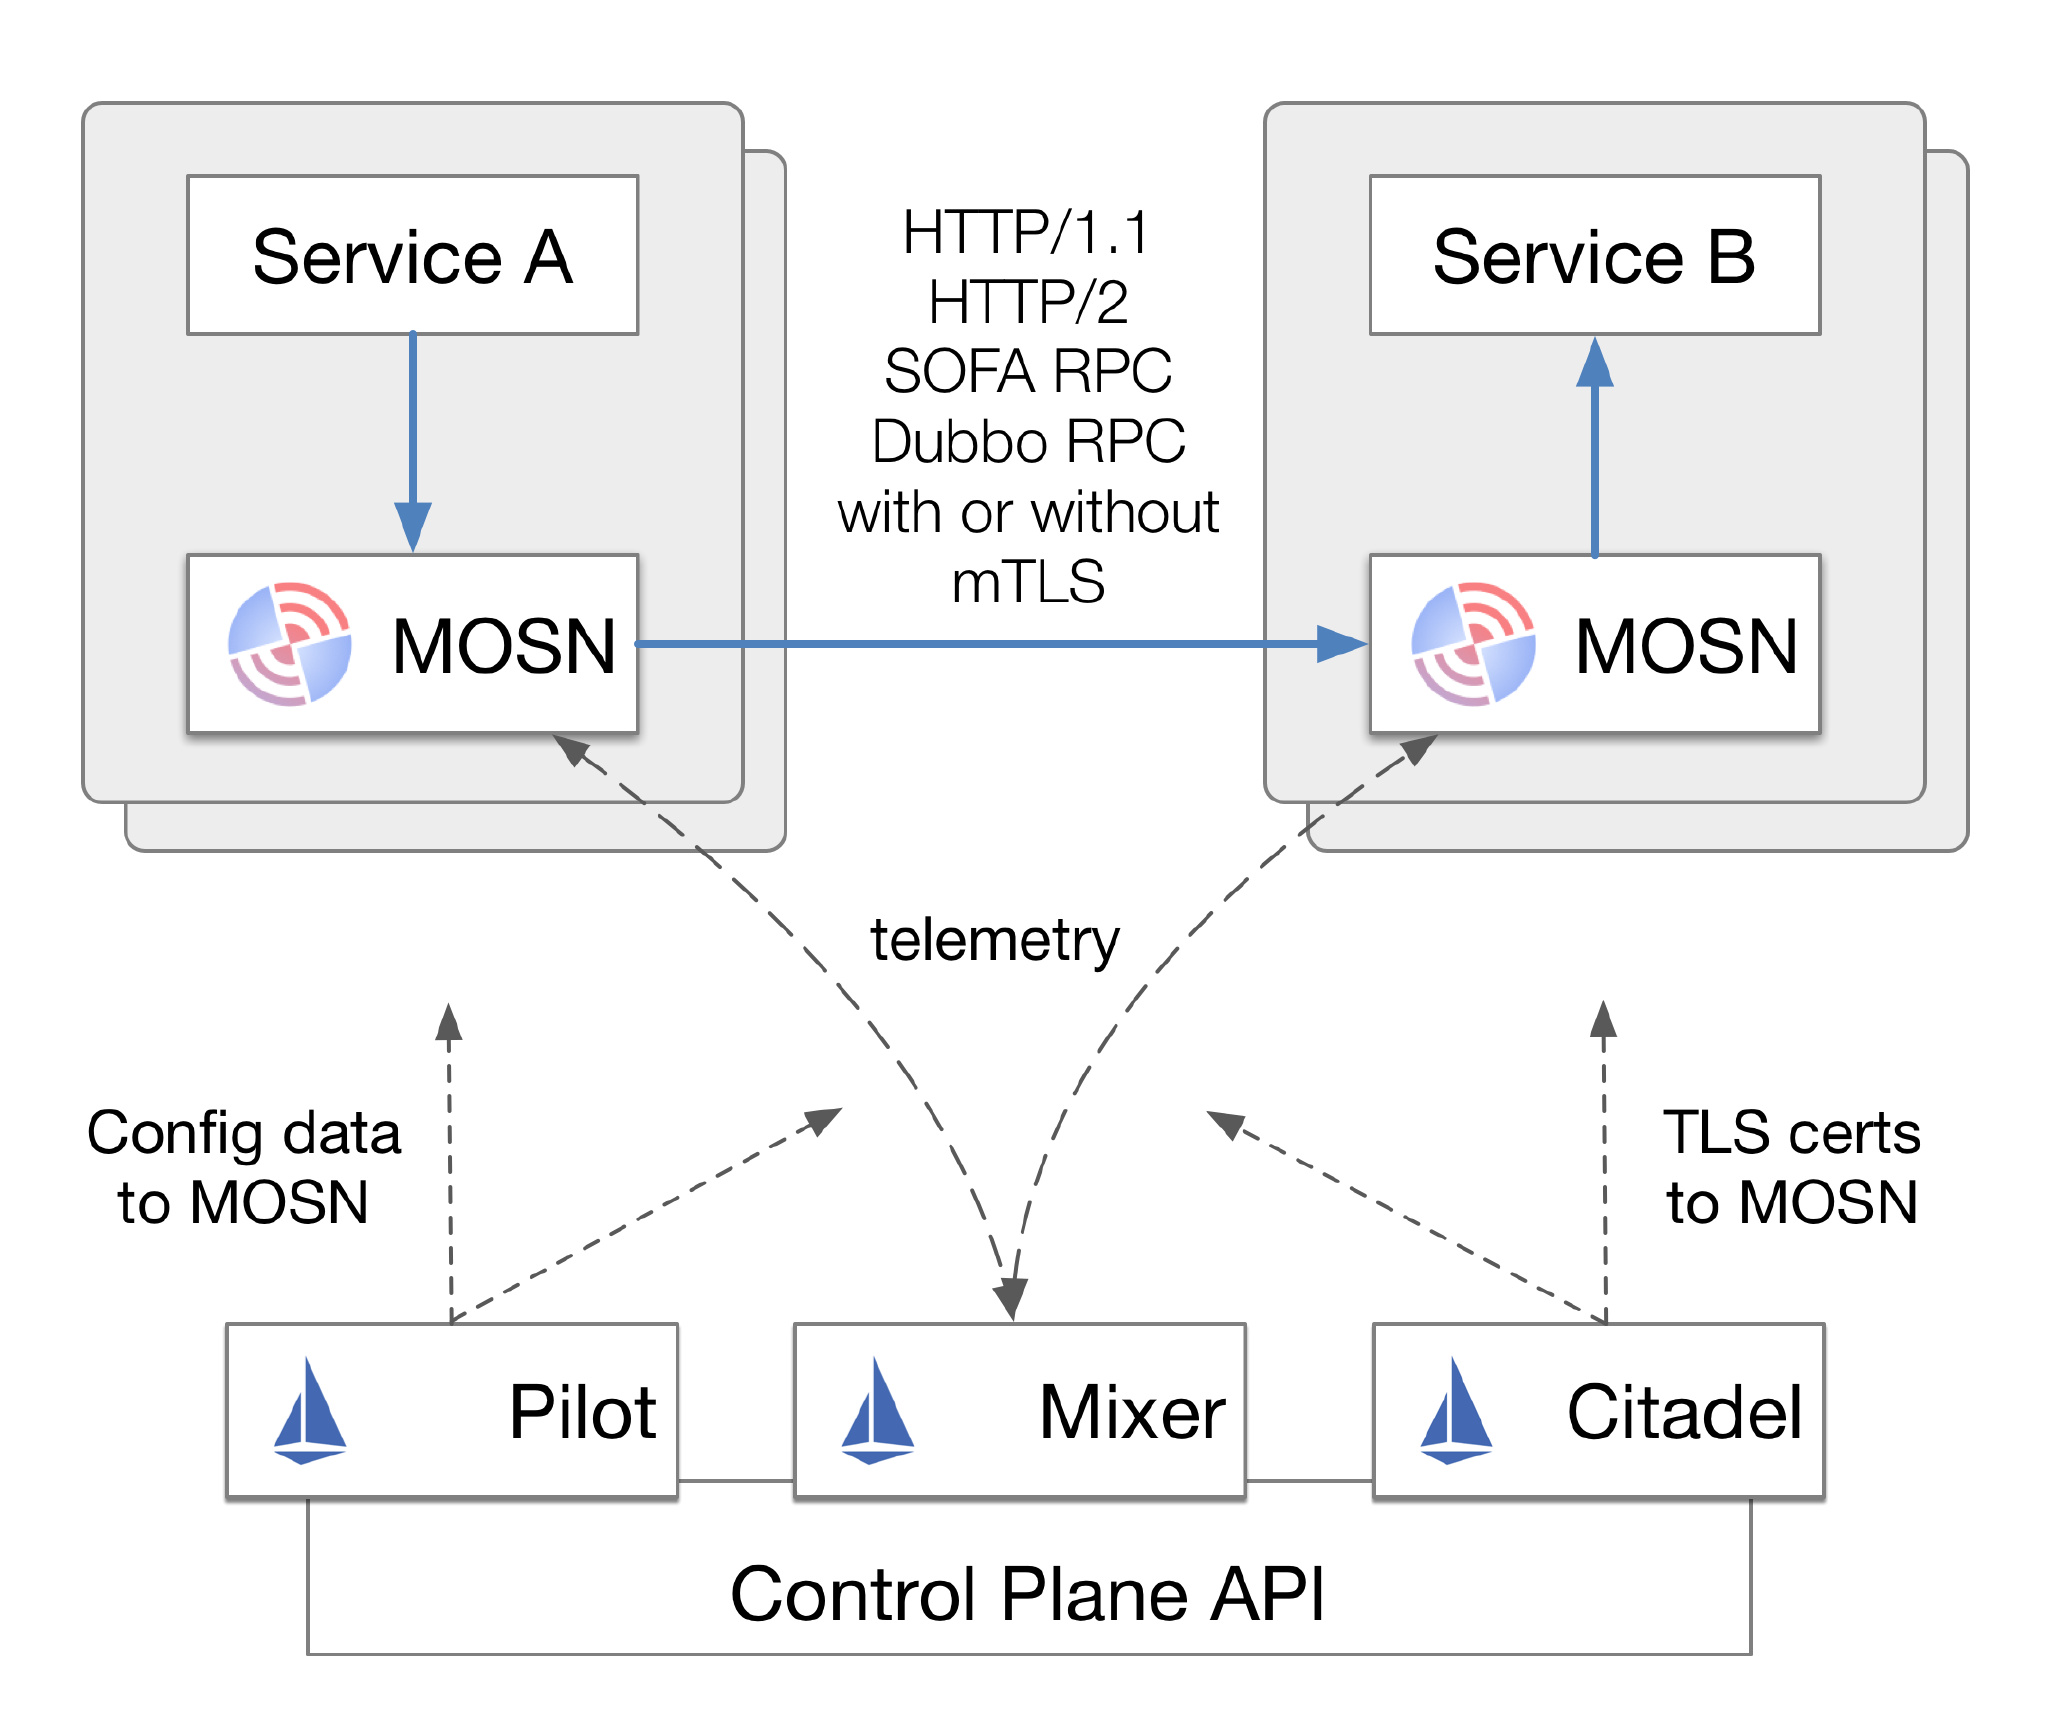 Service A
HTTP/1.1
HTTP/2
SOFA RPC
Dubbo RPC
with or without
mTLS
Service B
MOSN
MOSN
telemetry
Config data
to MOSN
TLS certs
to MOSN
Pilot
Mixer
Citadel
Control Plane API